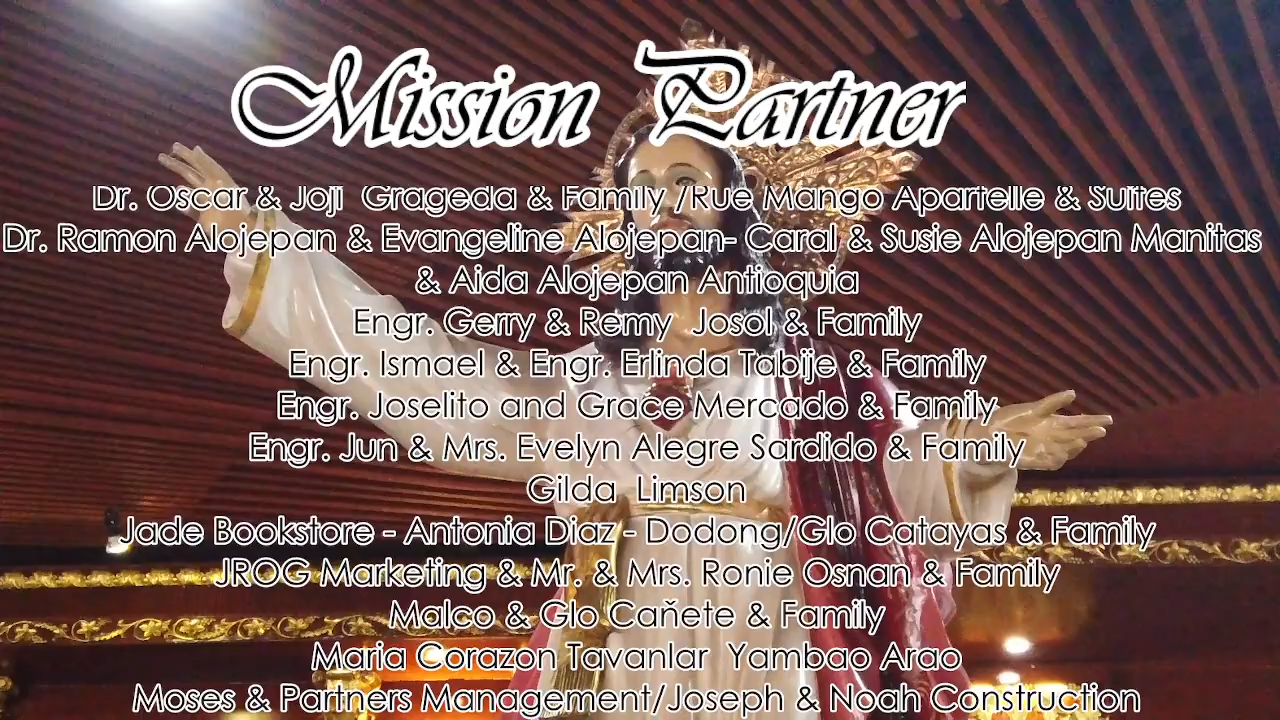 Mission Partner
Dr. Oscar & Joji Grageda & Family /Rue Mango Apartelle & Suites
Dr. Ramon Alojepan & Evangeline Alojepan- Caral & Susie Alojepan Manitas
& Aida Alojepan Antioquia
Engr. Gerry & Remy Josol & Family
Engr. Ismael & Engr. Erlinda Tabije & Family
Engr. Joselito and Grace Mercado & Family
Engr. Jun & Mrs. Evelyn Alegre Sardido & Family
Gilda Limson
Jade Bookstore - Antonia Diaz - Dodong/Glo Catayas & Family
JROG Marketing & Mr. & Mrs. Ronie Osnan & Family
Malco & Glo Caňete & Family
Maria Corazon Tavanlar Yambao Arao
Moses & Partners Management/Joseph & Noah Construction